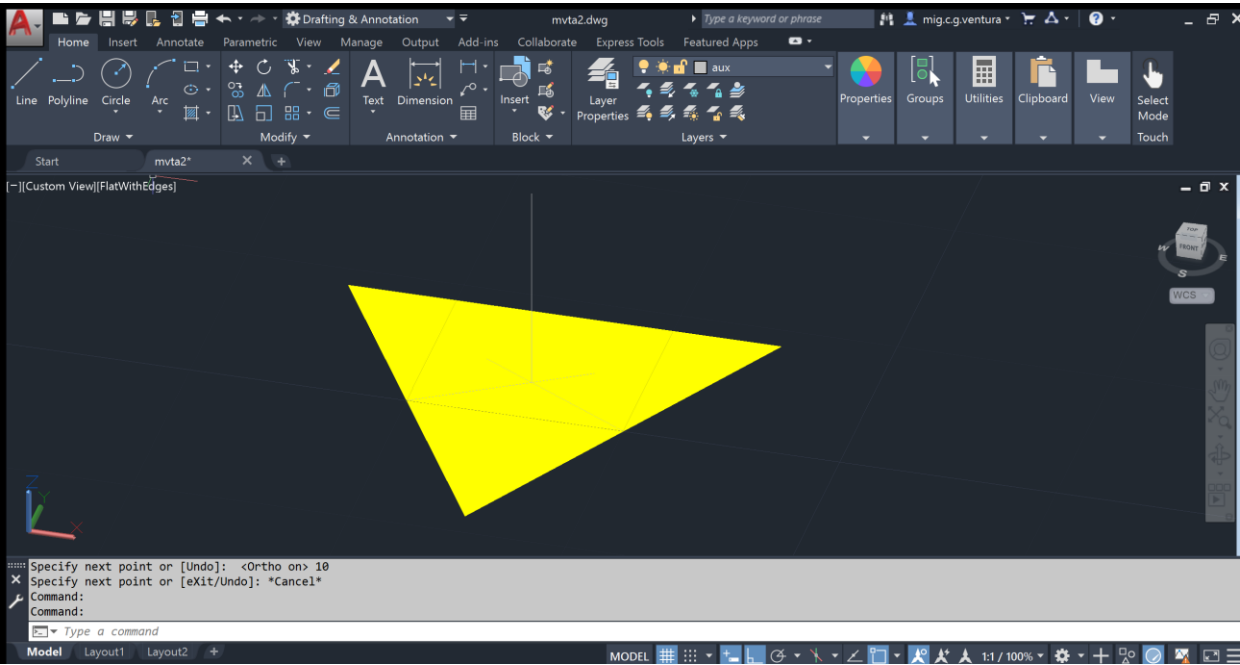 A Drafting & Annotation mvta2.dwg Type a keyword or phrase mig.c.g.ventura ?
Home Insert Annotate Parametric View Manage Output Add-ins Collaborate Express Tools Featured Apps
aux
Line Polyline Circle Arc A Text Dimension Insert Layer Properties Properties Groups Utilities Clipboard View Select Mode
Draw Modify Annotation Block Layers Touch
Start mvta2* +
[−][Custom View][FlatWithEdges]
TOP
W FRONT E
S
WCS
Z
Y
X
Specify next point or [Undo]: <Ortho on> 10
Specify next point or [eXit/Undo]: *Cancel*
Command:
Command:
Type a command
Model Layout1 Layout2 + MODEL 1:1 / 100%